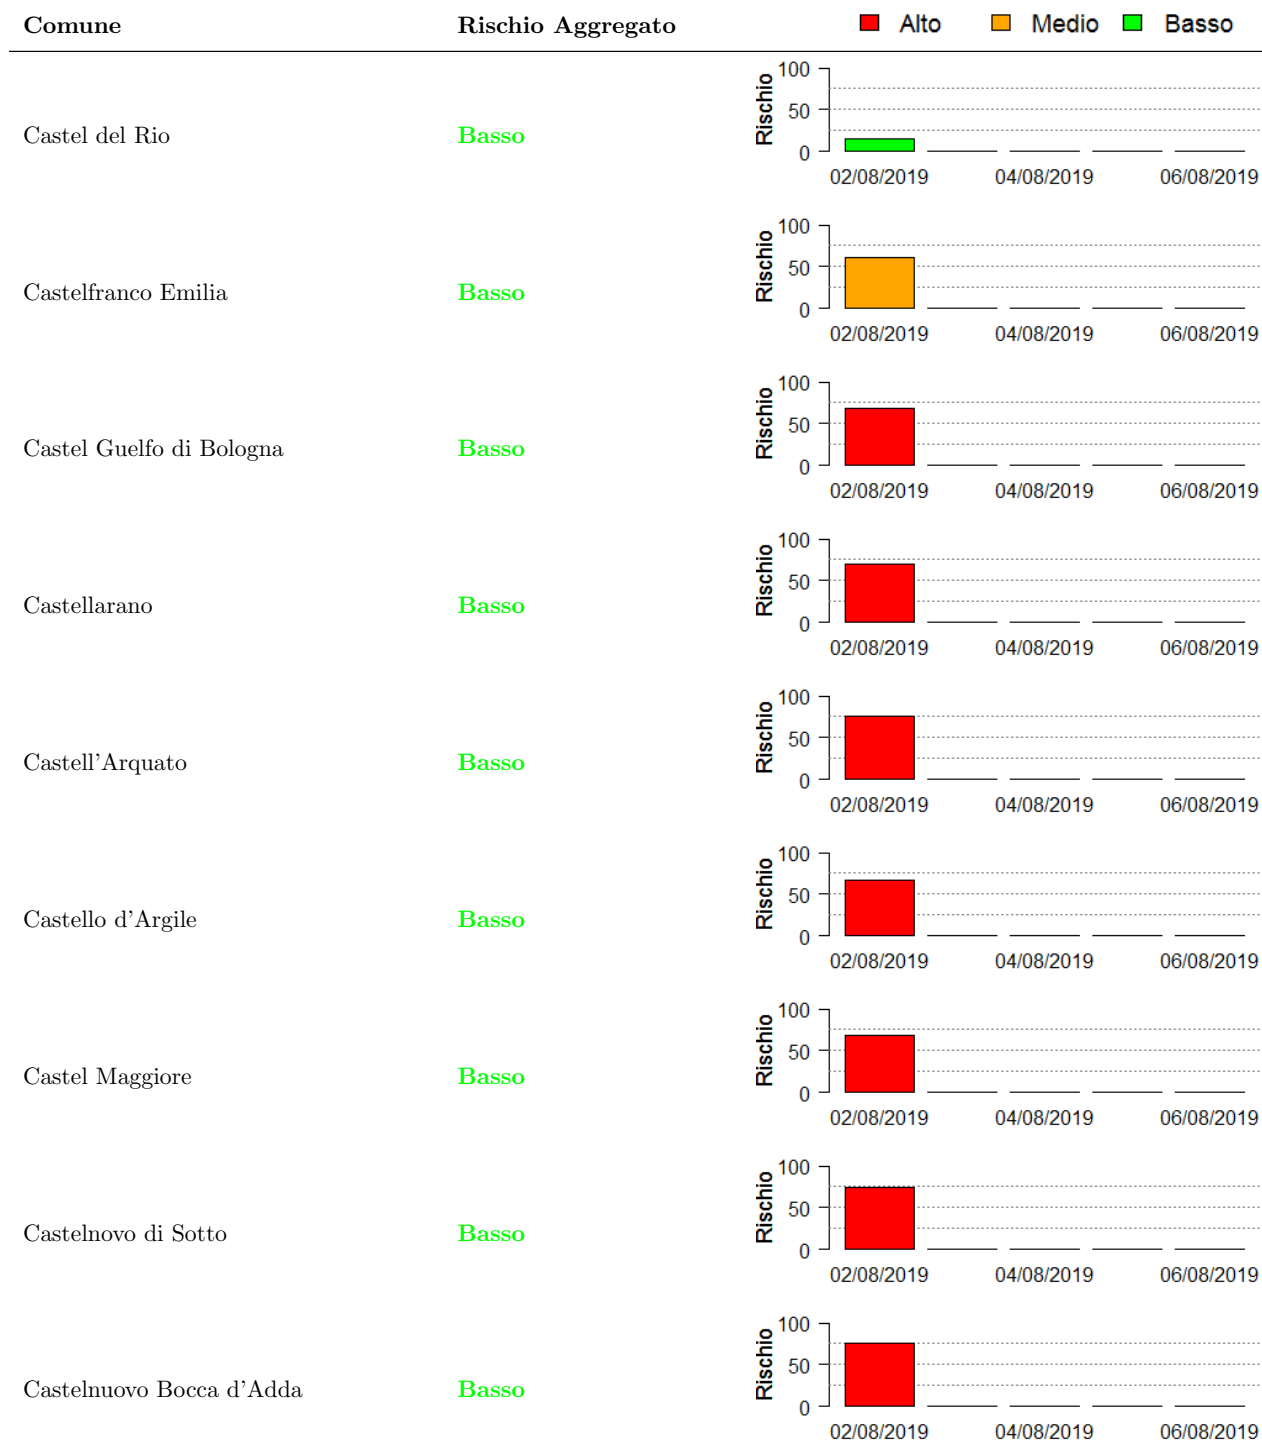 Comune Rischio Aggregato Alto Medio Basso
Castel del Rio Basso Rischio 100 50 0
02/08/2019 04/08/2019 06/08/2019
Castelfranco Emilia Basso Rischio 100 50 0
02/08/2019 04/08/2019 06/08/2019
Castel Guelfo di Bologna Basso Rischio 100 50 0
02/08/2019 04/08/2019 06/08/2019
Castellarano Basso Rischio 100 50 0
02/08/2019 04/08/2019 06/08/2019
Castell'Arquato Basso Rischio 100 50 0
02/08/2019 04/08/2019 06/08/2019
Castello d'Argile Basso Rischio 100 50 0
02/08/2019 04/08/2019 06/08/2019
Castel Maggiore Basso Rischio 100 50 0
02/08/2019 04/08/2019 06/08/2019
Castelnovo di Sotto Basso Rischio 100 50 0
02/08/2019 04/08/2019 06/08/2019
Castelnuovo Bocca d'Adda Basso Rischio 100 50 0
02/08/2019 04/08/2019 06/08/2019